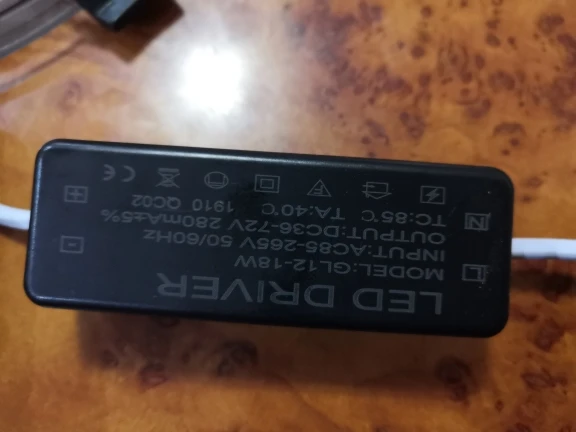 LED DRIVER
MODEL:GL12-18W
INPUT:AC85-265V 50/60Hz
OUTPUT:DC36-72V 280mA±5%
TC:85℃ TA:40℃ 1910 QC02
L
N
-
+
CE